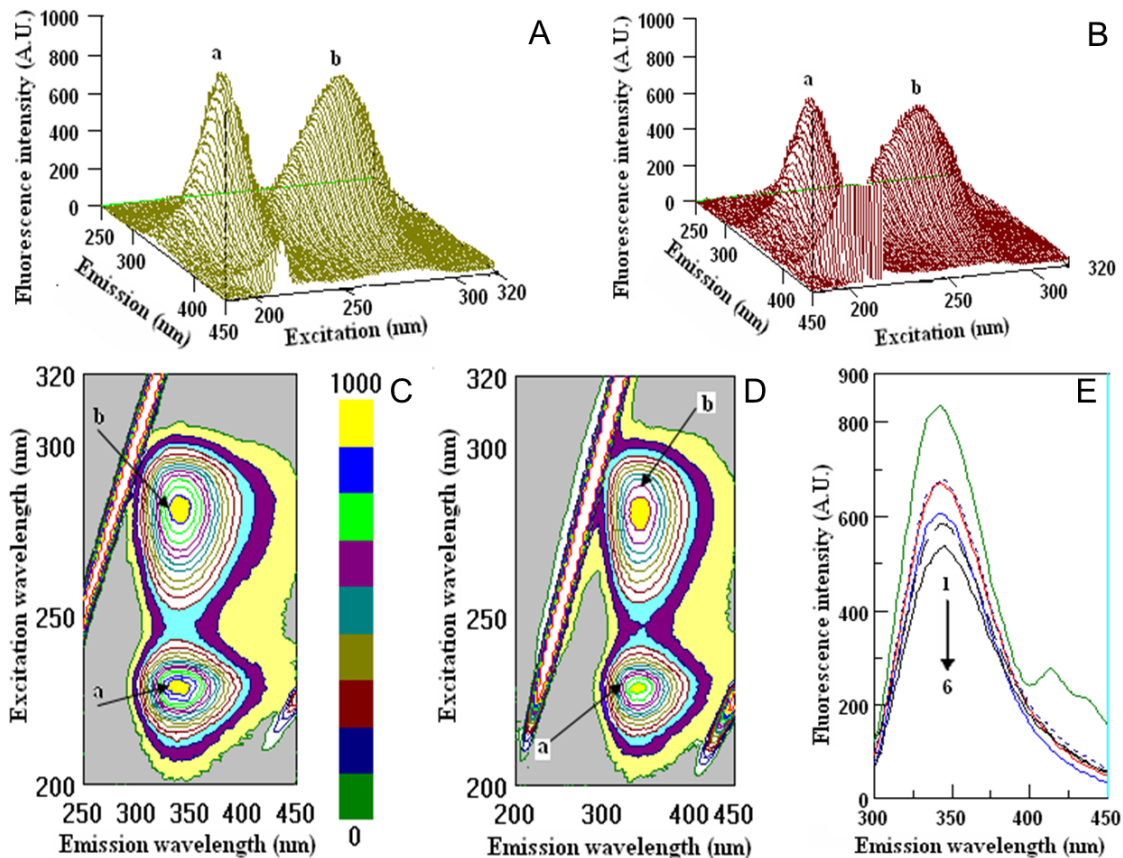 A
Fluorescence intensity (A.U.)
1000
800
600
400
200
0
a
b
250
300
400
450
Emission (nm)
200
250
300
320
Excitation (nm)
B
Fluorescence intensity (A.U.)
1000
800
600
400
200
0
a
b
250
300
400
450
Emission (nm)
200
250
300
320
Excitation (nm)
C
Excitation wavelength (nm)
320
300
250
200
b
a
250
300
350
400
450
Emission wavelength (nm)
1000
0
D
Excitation wavelength (nm)
320
300
250
200
b
a
200
300
400
450
Emission wavelength (nm)
E
Fluorescence intensity (A.U.)
900
800
600
400
200
0
1
6
300
350
400
450
Emission wavelength (nm)